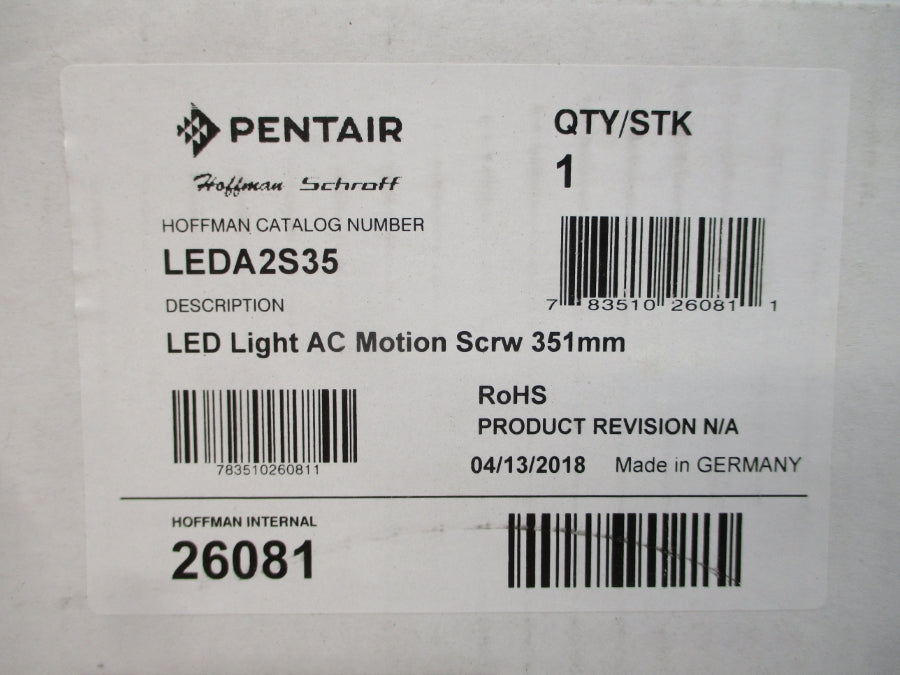 PENTAIR
Hoffman Schroff
HOFFMAN CATALOG NUMBER
LEDA2S35
DESCRIPTION
LED Light AC Motion Scrw 351mm
QTY/STK
1
7 83510 26081 1
783510260811
RoHS
PRODUCT REVISION N/A
04/13/2018 Made in GERMANY
HOFFMAN INTERNAL
26081